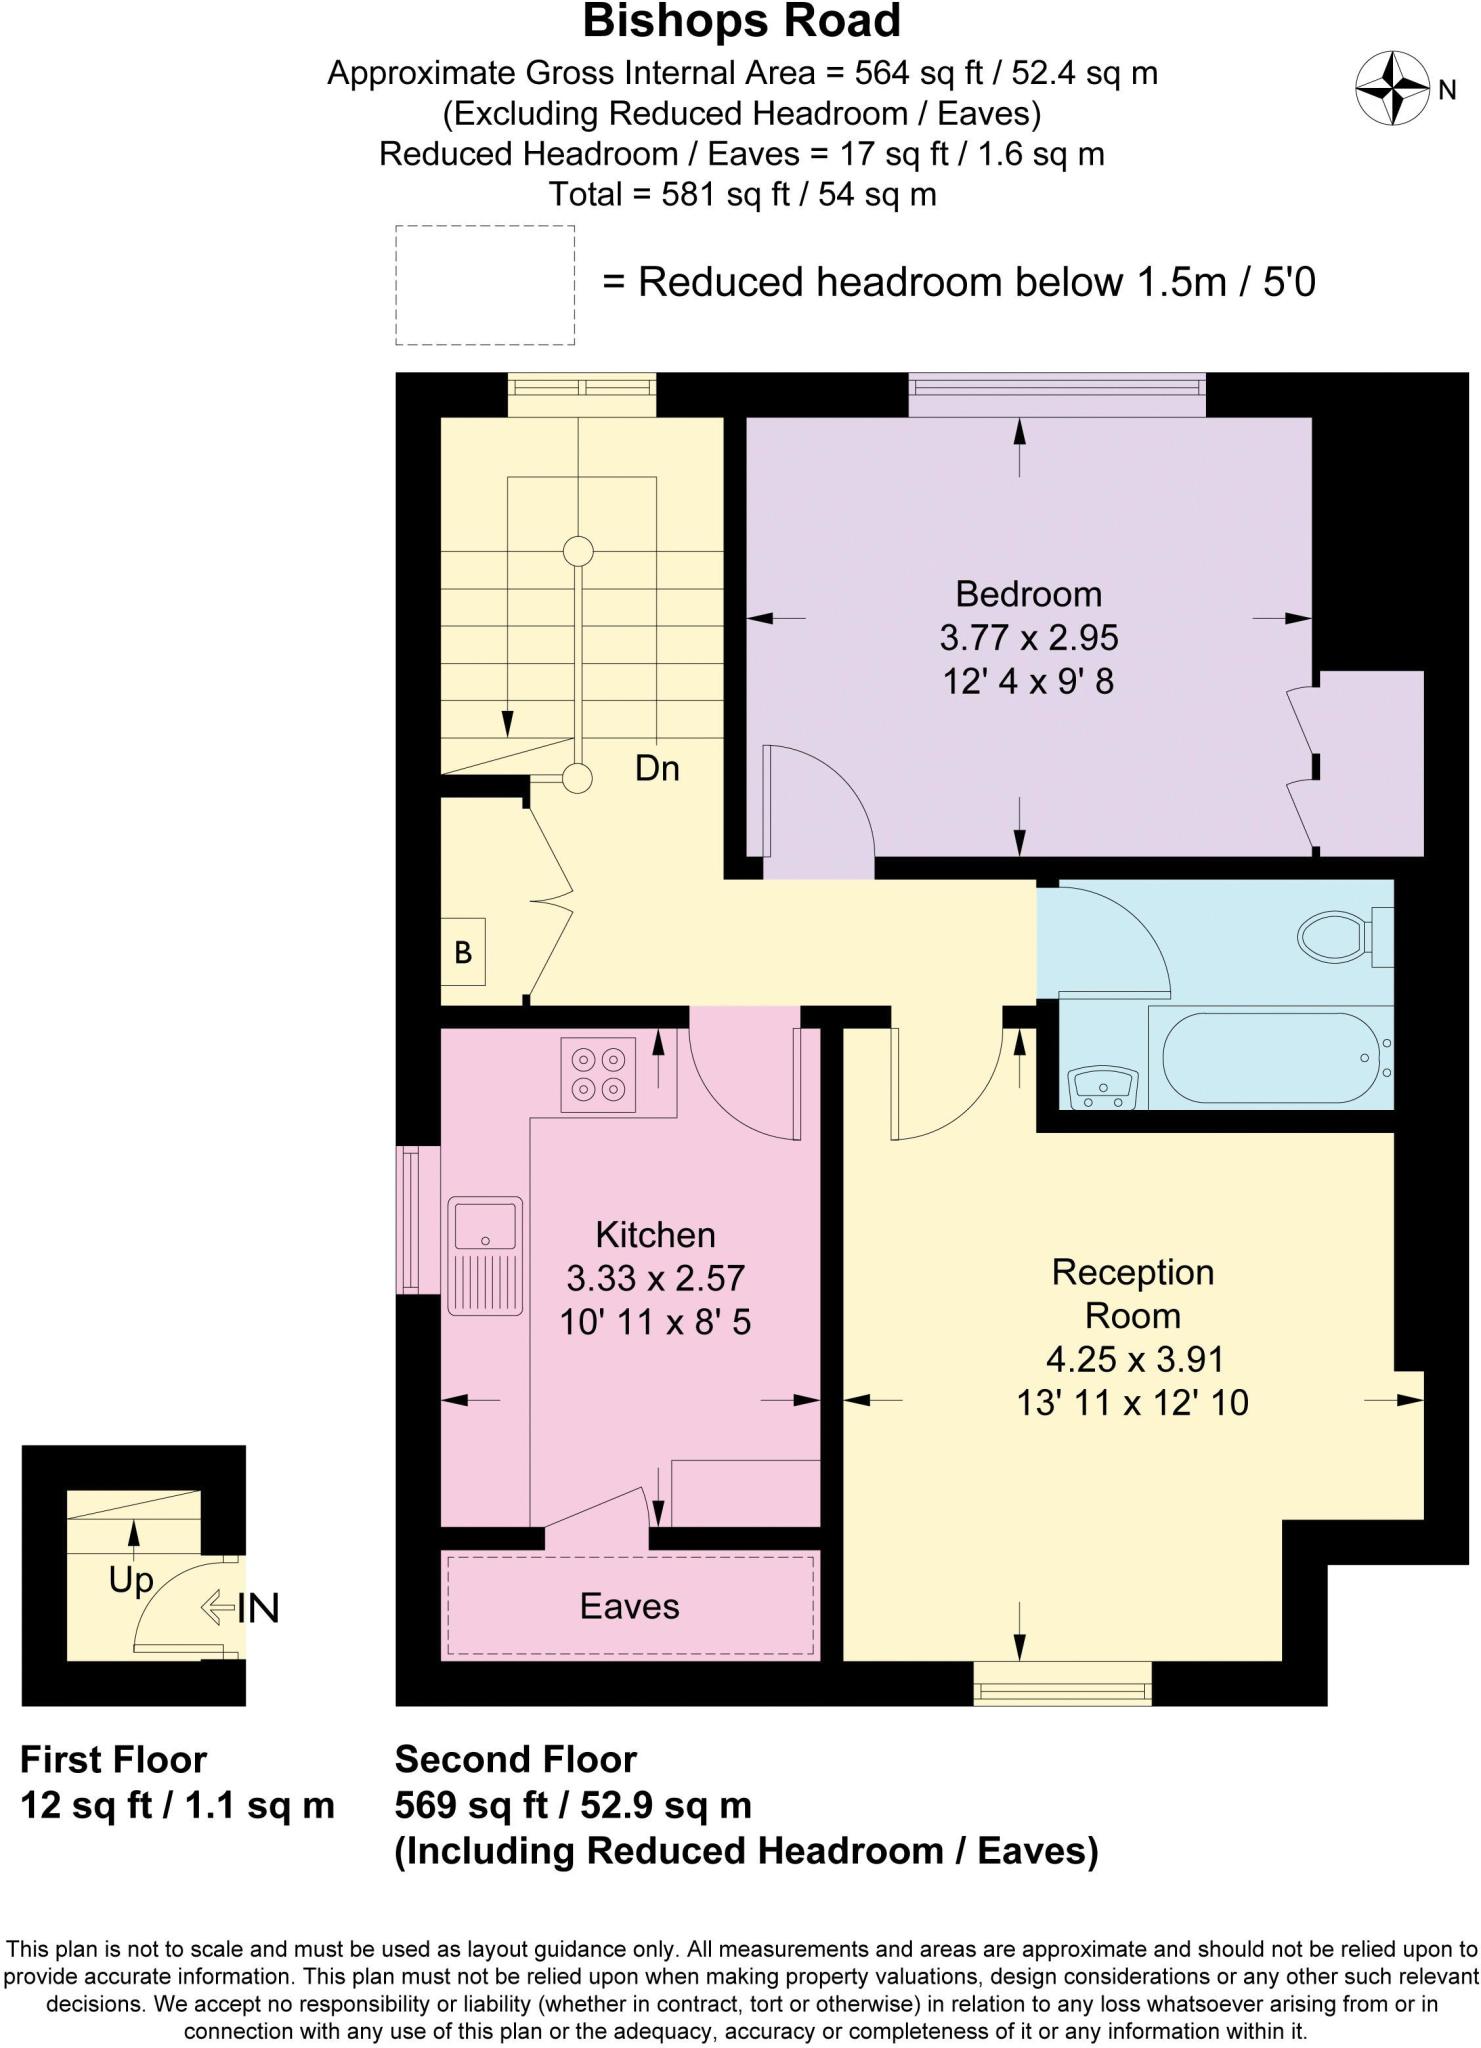 Bishops Road
Approximate Gross Internal Area = 564 sq ft / 52.4 sq m
(Excluding Reduced Headroom / Eaves)
Reduced Headroom / Eaves = 17 sq ft / 1.6 sq m
Total = 581 sq ft / 54 sq m
N
= Reduced headroom below 1.5m / 5'0
Bedroom
3.77 x 2.95
12' 4 x 9' 8
Dn
B
Kitchen
3.33 x 2.57
10' 11 x 8' 5
Reception
Room
4.25 x 3.91
13' 11 x 12' 10
Eaves
Up
IN
First Floor
12 sq ft / 1.1 sq m
Second Floor
569 sq ft / 52.9 sq m
(Including Reduced Headroom / Eaves)
This plan is not to scale and must be used as layout guidance only. All measurements and areas are approximate and should not be relied upon to
provide accurate information. This plan must not be relied upon when making property valuations, design considerations or any other such relevant
decisions. We accept no responsibility or liability (whether in contract, tort or otherwise) in relation to any loss whatsoever arising from or in
connection with any use of this plan or the adequacy, accuracy or completeness of it or any information within it.